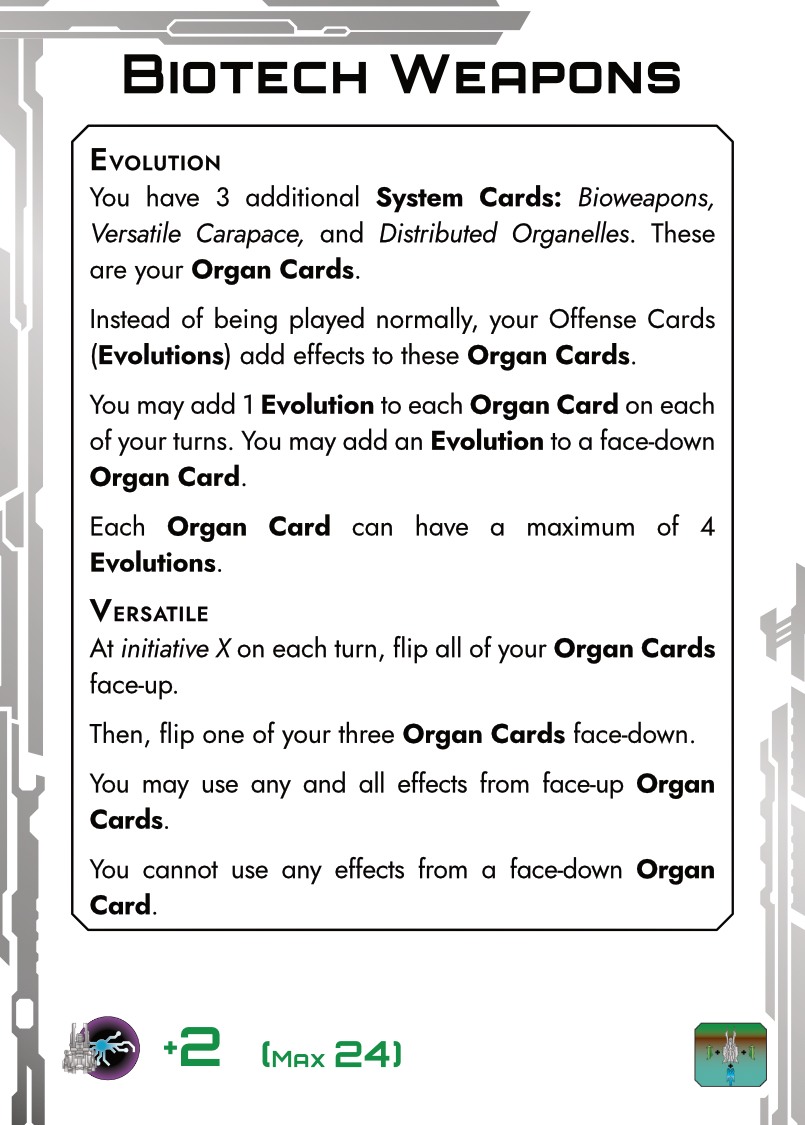 Biotech Weapons
Evolution
You have 3 additional System Cards: Bioweapons,
Versatile Carapace, and Distributed Organelles. These
are your Organ Cards.
Instead of being played normally, your Offense Cards
(Evolutions) add effects to these Organ Cards.
You may add 1 Evolution to each Organ Card on each
of your turns. You may add an Evolution to a face-down
Organ Card.
Each Organ Card can have a maximum of 4
Evolutions.
Versatile
At initiative X on each turn, flip all of your Organ Cards
face-up.
Then, flip one of your three Organ Cards face-down.
You may use any and all effects from face-up Organ
Cards.
You cannot use any effects from a face-down Organ
Card.
+2 (Max 24)